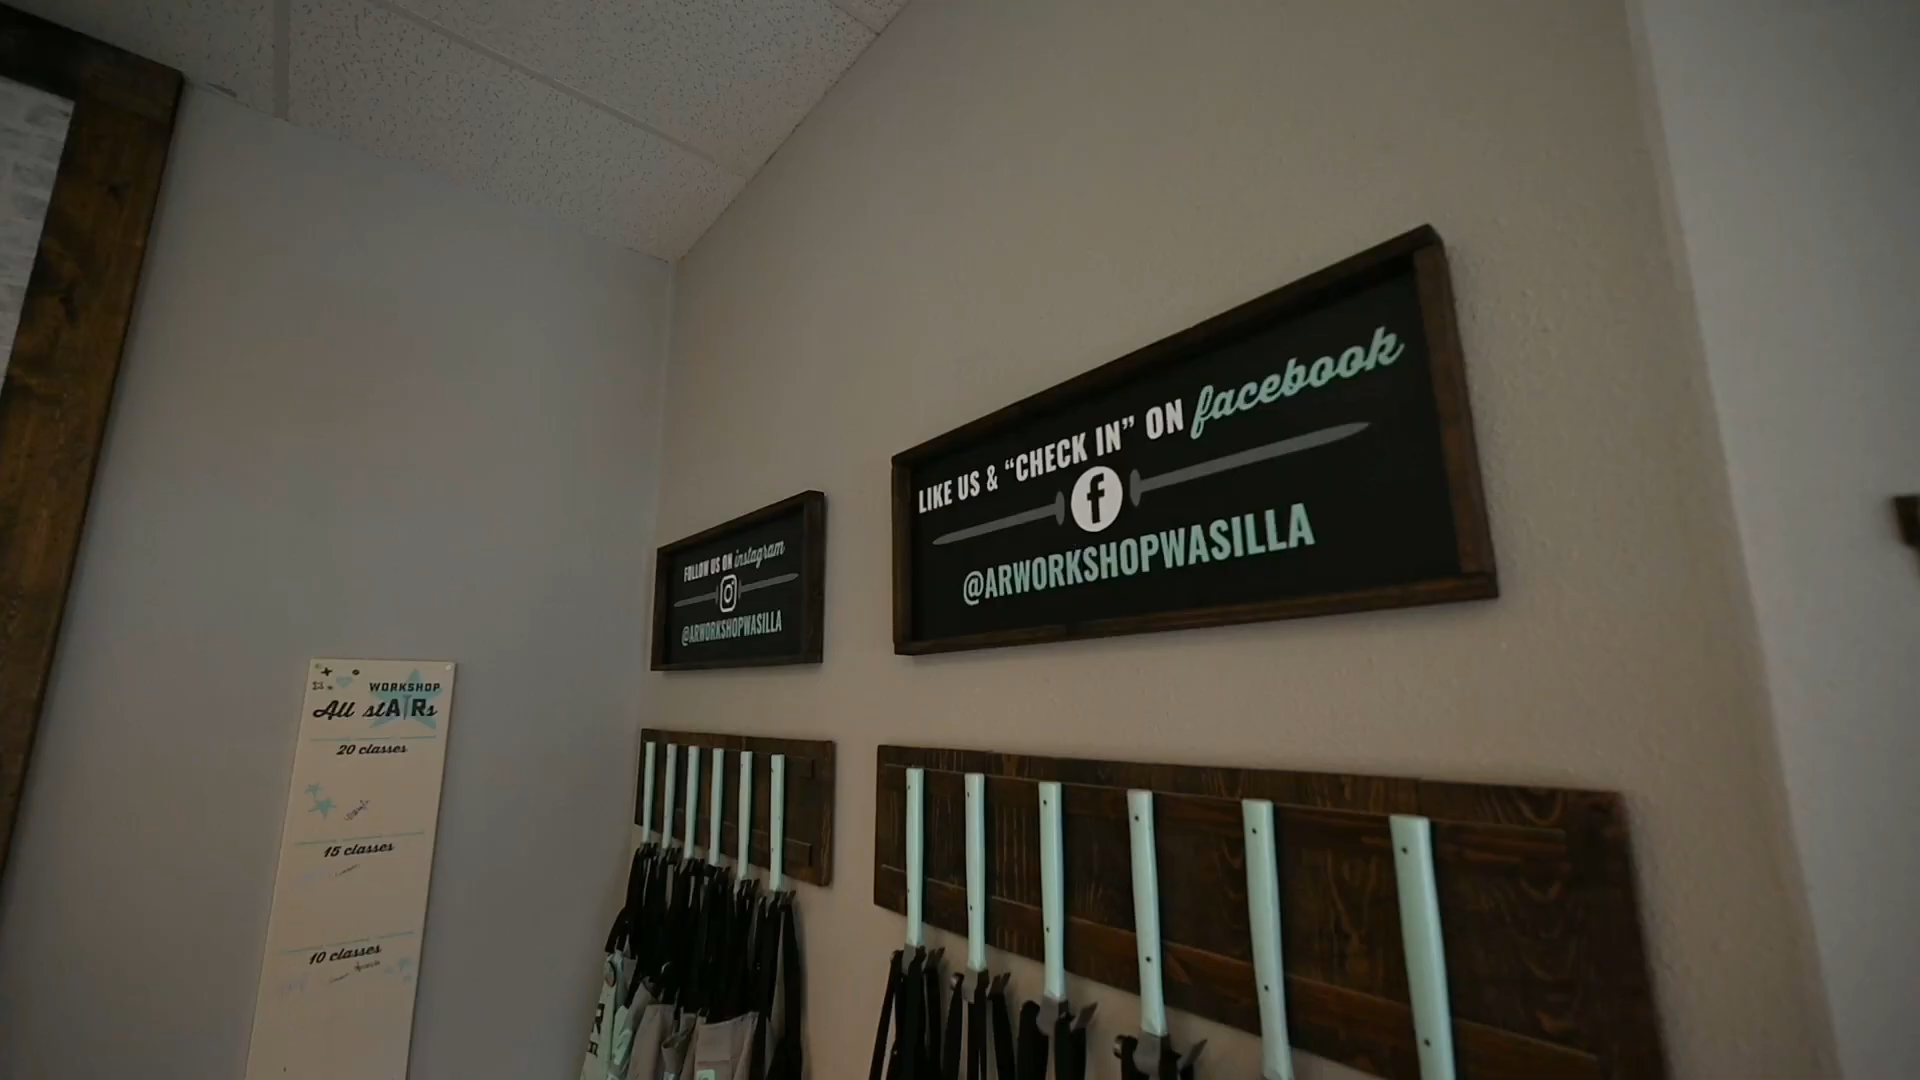 LIKE US & “CHECK IN” ON facebook
f
@ARWORKSHOPWASILLA
FOLLOW US ON instagram
@ARWORKSHOPWASILLA
WORKSHOP
All stARs
20 classes
15 classes
10 classes